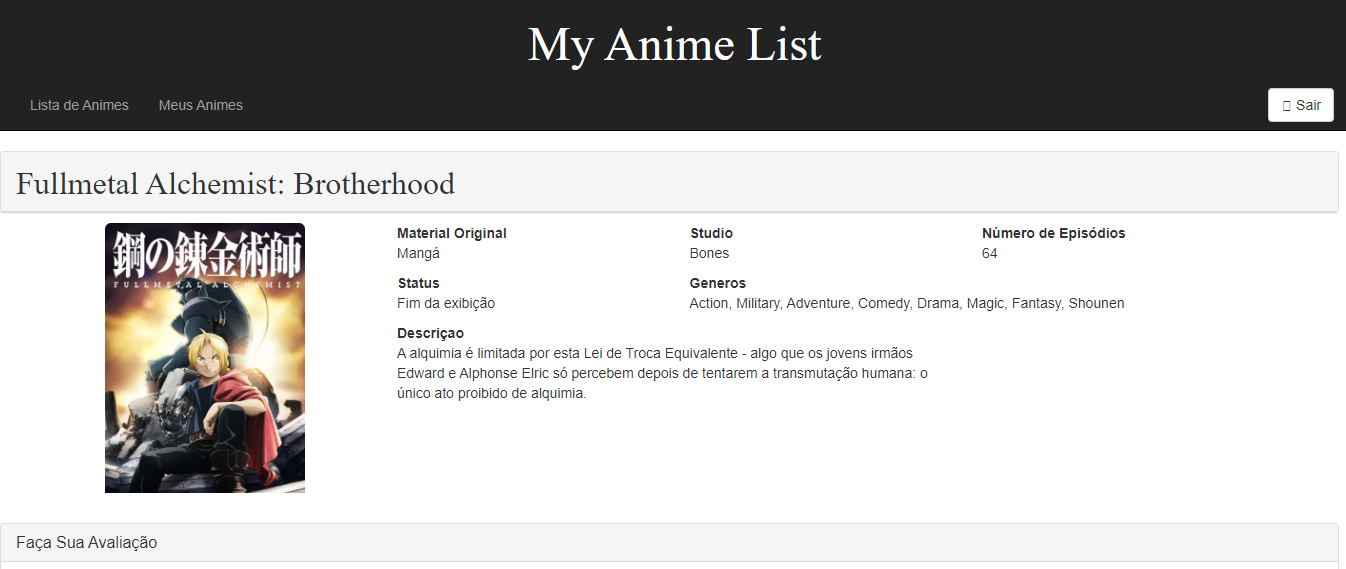 My Anime List
Lista de Animes
Meus Animes
Sair
Fullmetal Alchemist: Brotherhood
鋼の錬金術師
FULLMETAL ALCHEMIST
Material Original
Mangá
Studio
Bones
Número de Episódios
64
Status
Fim da exibição
Generos
Action, Military, Adventure, Comedy, Drama, Magic, Fantasy, Shounen
Descriçao
A alquimia é limitada por esta Lei de Troca Equivalente - algo que os jovens irmãos
Edward e Alphonse Elric só percebem depois de tentarem a transmutação humana: o
único ato proibido de alquimia.
Faça Sua Avaliação